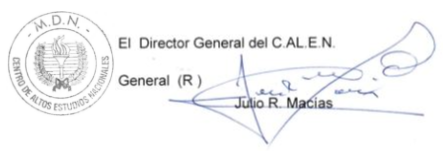 M.D.N.
CENTRO DE ALTOS ESTUDIOS NACIONALES
El Director General del C.AL.E.N.
General (R )
Julio R. Macías